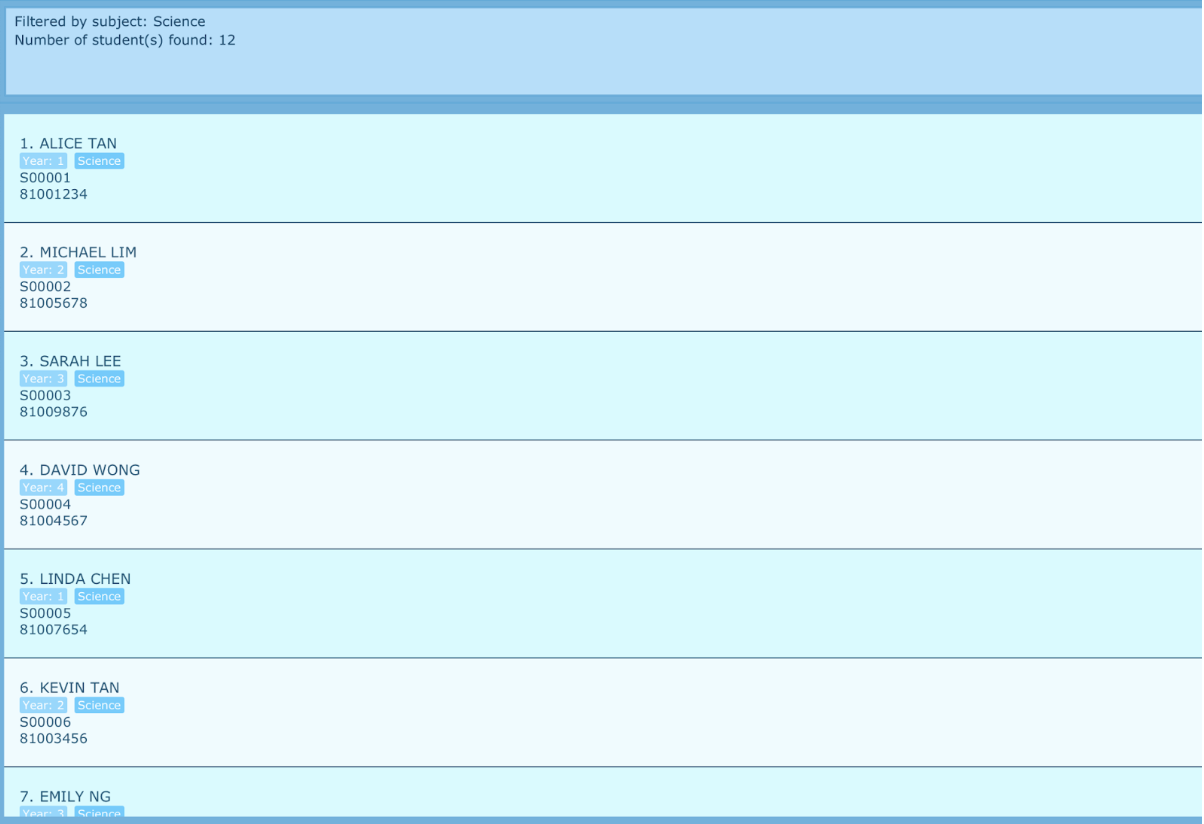 Filtered by subject: Science
Number of student(s) found: 12
1. ALICE TAN
Year: 1 Science
S00001
81001234
2. MICHAEL LIM
Year: 2 Science
S00002
81005678
3. SARAH LEE
Year: 3 Science
S00003
81009876
4. DAVID WONG
Year: 4 Science
S00004
81004567
5. LINDA CHEN
Year: 1 Science
S00005
81007654
6. KEVIN TAN
Year: 2 Science
S00006
81003456
7. EMILY NG
Year: 3 Science